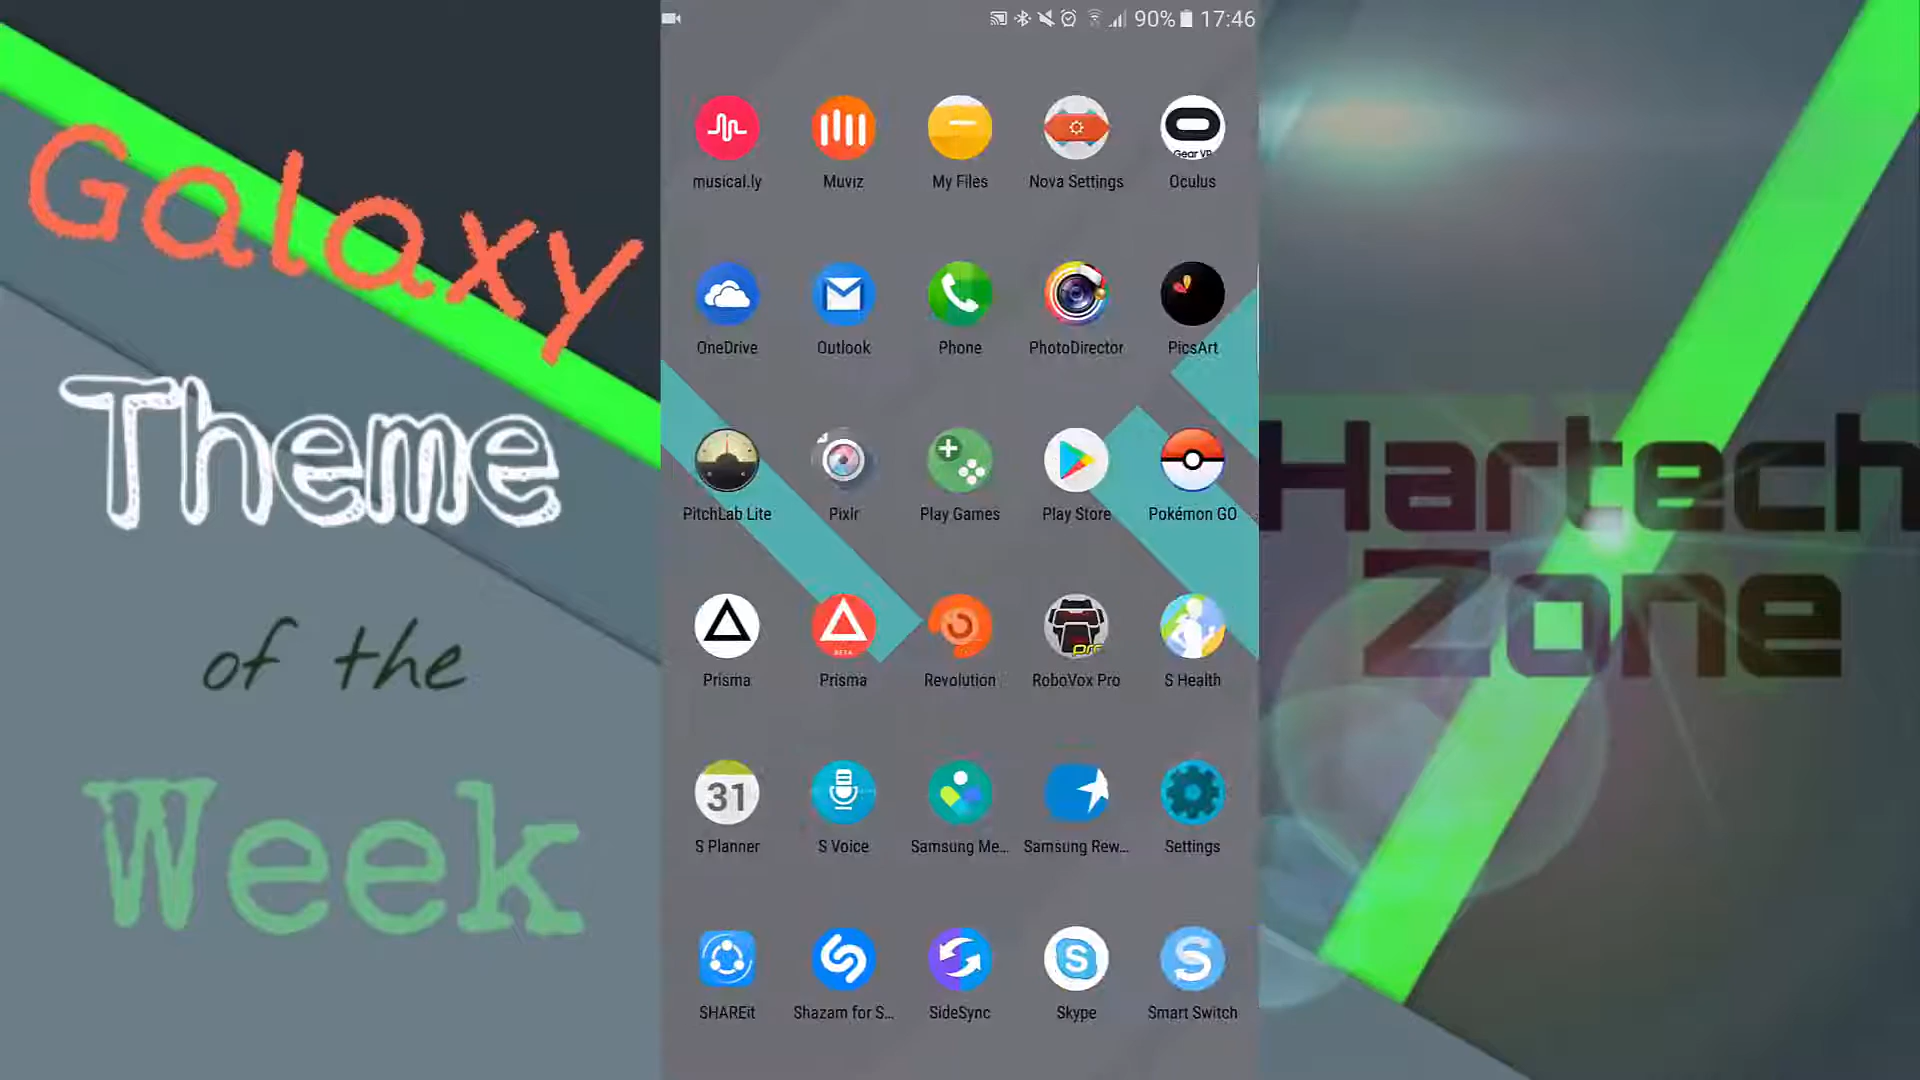 Galaxy
Theme
of the
Week
90% 17:46
musical.ly Muviz My Files Nova Settings Oculus
Gear VR
OneDrive Outlook Phone PhotoDirector PicsArt
PitchLab Lite Pixlr Play Games Play Store Pokémon GO
BETA
Prisma Prisma Revolution RoboVox Pro S Health
pro
31
S Planner S Voice Samsung Me... Samsung Rew... Settings
SHAREit Shazam for S... SideSync Skype Smart Switch
Hartech
Zone